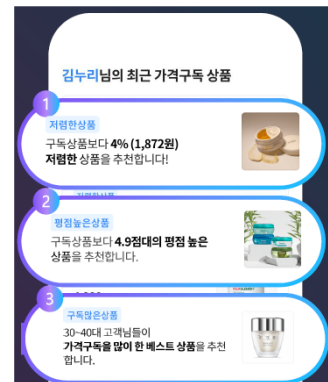 김누리님의 최근 가격구독 상품
1
저렴한상품
구독상품보다 4% (1,872원)
저렴한 상품을 추천합니다!
2
평점높은상품
구독상품보다 4.9점대의 평점 높은
상품을 추천합니다.
3
구독많은상품
30~40대 고객님들이
가격구독을 많이 한 베스트 상품을 추천
합니다.